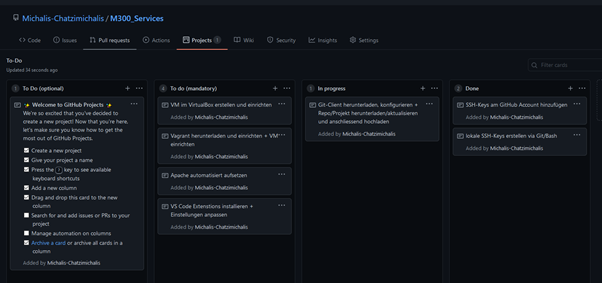 Michalis-Chatzimichalis / M300_Services
Code Issues Pull requests Actions Projects 1 Wiki Security Insights Settings
To-Do
Updated 34 seconds ago
Filter cards
1 To Do (optional)
✨ Welcome to GitHub Projects ✨
We're so excited that you've decided to
create a new project! Now that you're here,
let's make sure you know how to get the
most out of GitHub Projects.
Create a new project
Give your project a name
Press the ? key to see available
keyboard shortcuts
Add a new column
Drag and drop this card to the new
column
Search for and add issues or PRs to your
project
Manage automation on columns
Archive a card or archive all cards in a
column
Added by Michalis-Chatzimichalis
4 To do (mandatory)
VM im VirtualBox erstellen und einrichten
Added by Michalis-Chatzimichalis
Vagrant herunterladen und einrichten + VM
einrichten
Added by Michalis-Chatzimichalis
Apache automatisiert aufsetzen
Added by Michalis-Chatzimichalis
VS Code Extenstions installieren +
Einstellungen anpassen
Added by Michalis-Chatzimichalis
1 In progress
Git-Client herunterladen, konfigurieren +
Repo/Projekt herunterladen/aktualisieren
und anschliessend hochladen
Added by Michalis-Chatzimichalis
2 Done
SSH-Keys am GitHub Account hinzufügen
Added by Michalis-Chatzimichalis
lokale SSH-Keys erstellen via Git/Bash
Added by Michalis-Chatzimichalis